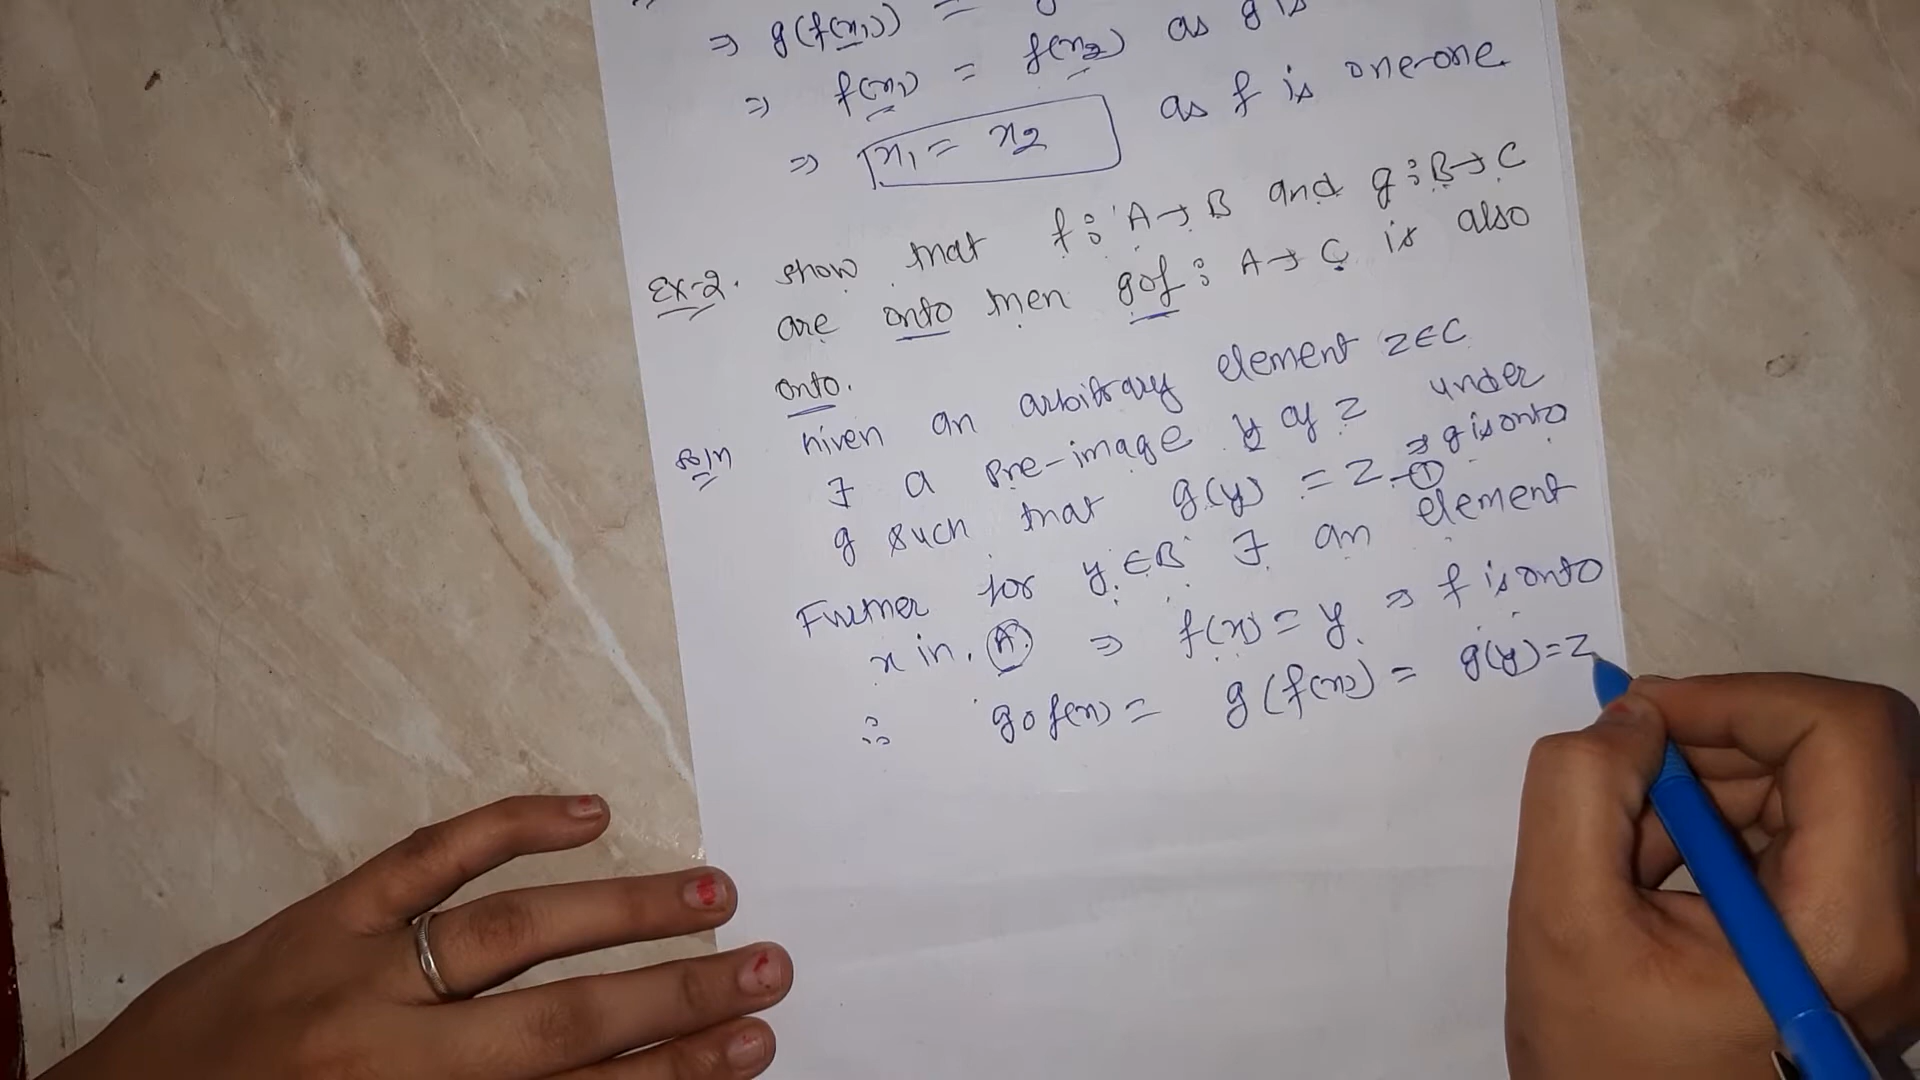 ⇒ g(f(x₁)) =
⇒ f(x₁) = f(x₂) as g is
⇒ x₁ = x₂ as f is one-one
Ex-2. show that f : A → B and g : B → C
are onto then gof : A → C is also
onto.
Soln Given an arbitrary element z ∈ C
∃ a Pre-image y of z under
g such that g(y) = z -① ⇒ g is onto
Further for y ∈ B ∃ an element
x in A ⇒ f(x) = y ⇒ f is onto
∴ gof(x) = g(f(x)) = g(y) = z